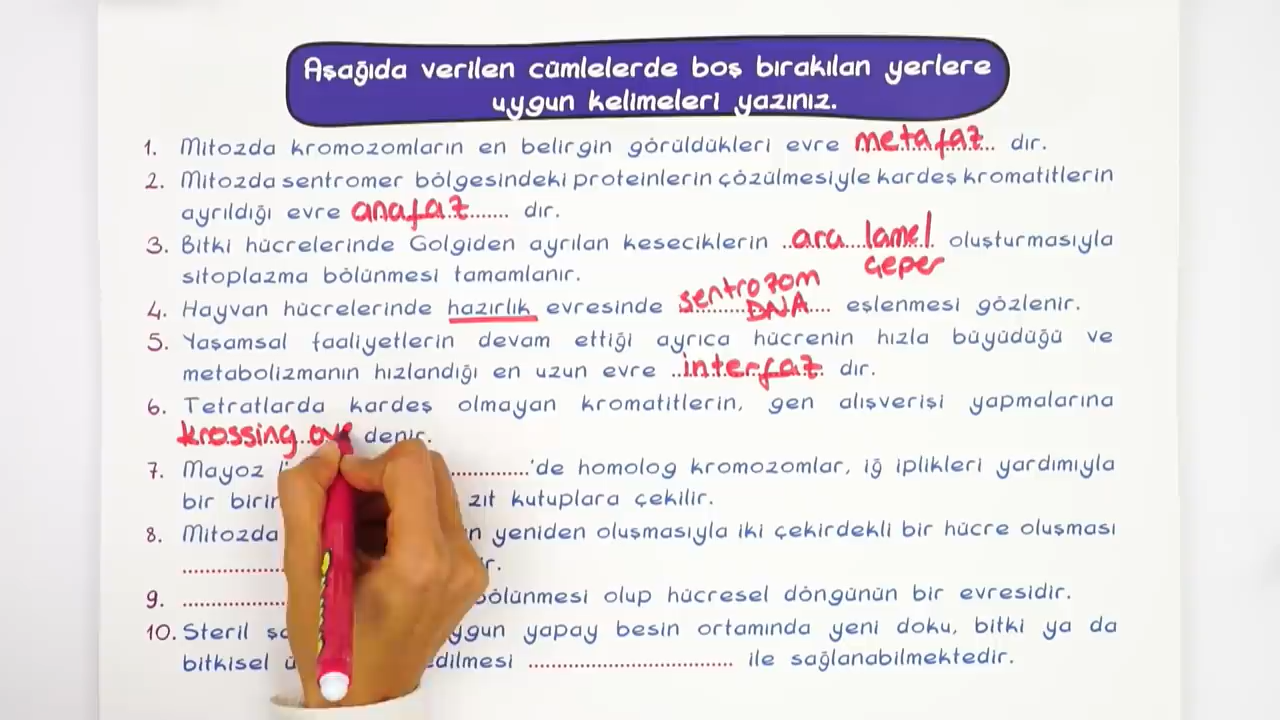 Aşağıda verilen cümlelerde boş bırakılan yerlere
uygun kelimeleri yazınız.
1. Mitozda kromozomların en belirgin görüldükleri evre metafaz dır.
2. Mitozda sentromer bölgesindeki proteinlerin çözülmesiyle kardeş kromatitlerin
ayrıldığı evre anafaz ........ dır.
3. Bitki hücrelerinde Golgiden ayrılan keseciklerin ..ara lamel oluşturmasıyla
çeper
sitoplazma bölünmesi tamamlanır.
sentrozom
4. Hayvan hücrelerinde hazırlık evresinde DNA eşlenmesi gözlenir.
5. Yaşamsal faaliyetlerin devam ettiği ayrıca hücrenin hızla büyüdüğü ve
metabolizmanın hızlandığı en uzun evre ..interfaz dır.
6. Tetratlarda kardeş olmayan kromatitlerin, gen alışverişi yapmalarına
krossing ove denir.
7. Mayoz ............'de homolog kromozomlar, iğ iplikleri yardımıyla
bir zıt kutuplara çekilir.
8. Mitozda yeniden oluşmasıyla iki çekirdekli bir hücre oluşması
...............
9. ............... bölünmesi olup hücresel döngünün bir evresidir.
10. Steril yapay besin ortamında yeni doku, bitki ya da
bitkisel edilmesi ............................... ile sağlanabilmektedir.